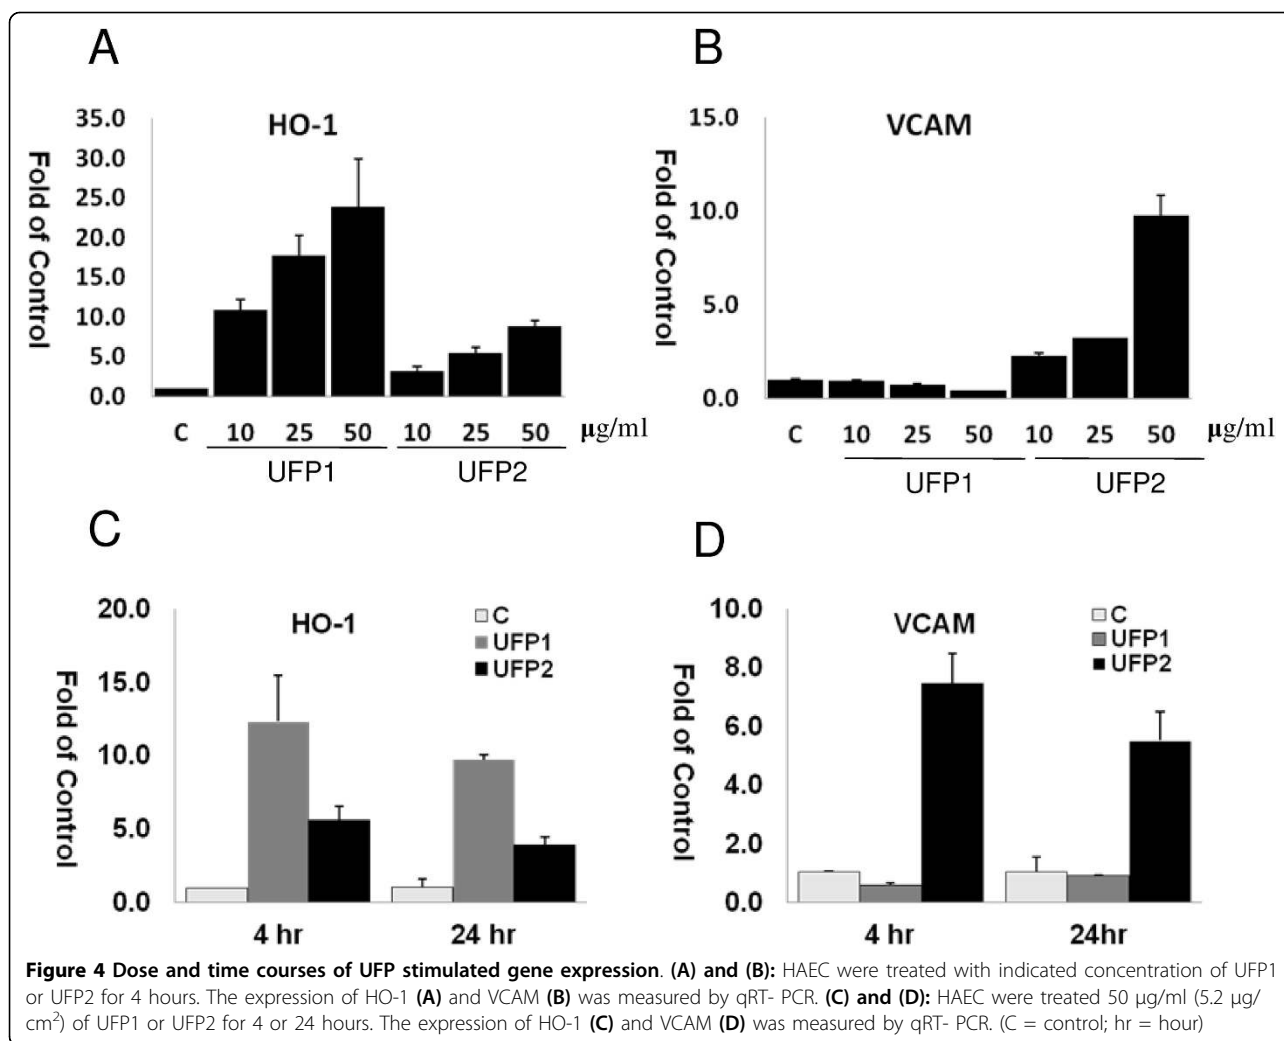 A
HO-1
Fold of Control
35.0
30.0
25.0
20.0
15.0
10.0
5.0
0.0
C 10 25 50 10 25 50 µg/ml
UFP1 UFP2
B
VCAM
Fold of Control
15.0
10.0
5.0
0.0
C 10 25 50 10 25 50 µg/ml
UFP1 UFP2
C
HO-1
C
UFP1
UFP2
Fold of Control
20.0
15.0
10.0
5.0
0.0
4 hr 24 hr
D
VCAM
C
UFP1
UFP2
Fold of Control
10.0
8.0
6.0
4.0
2.0
0.0
4 hr 24hr
Figure 4 Dose and time courses of UFP stimulated gene expression. (A) and (B): HAEC were treated with indicated concentration of UFP1
or UFP2 for 4 hours. The expression of HO-1 (A) and VCAM (B) was measured by qRT- PCR. (C) and (D): HAEC were treated 50 µg/ml (5.2 µg/
cm²) of UFP1 or UFP2 for 4 or 24 hours. The expression of HO-1 (C) and VCAM (D) was measured by qRT- PCR. (C = control; hr = hour)